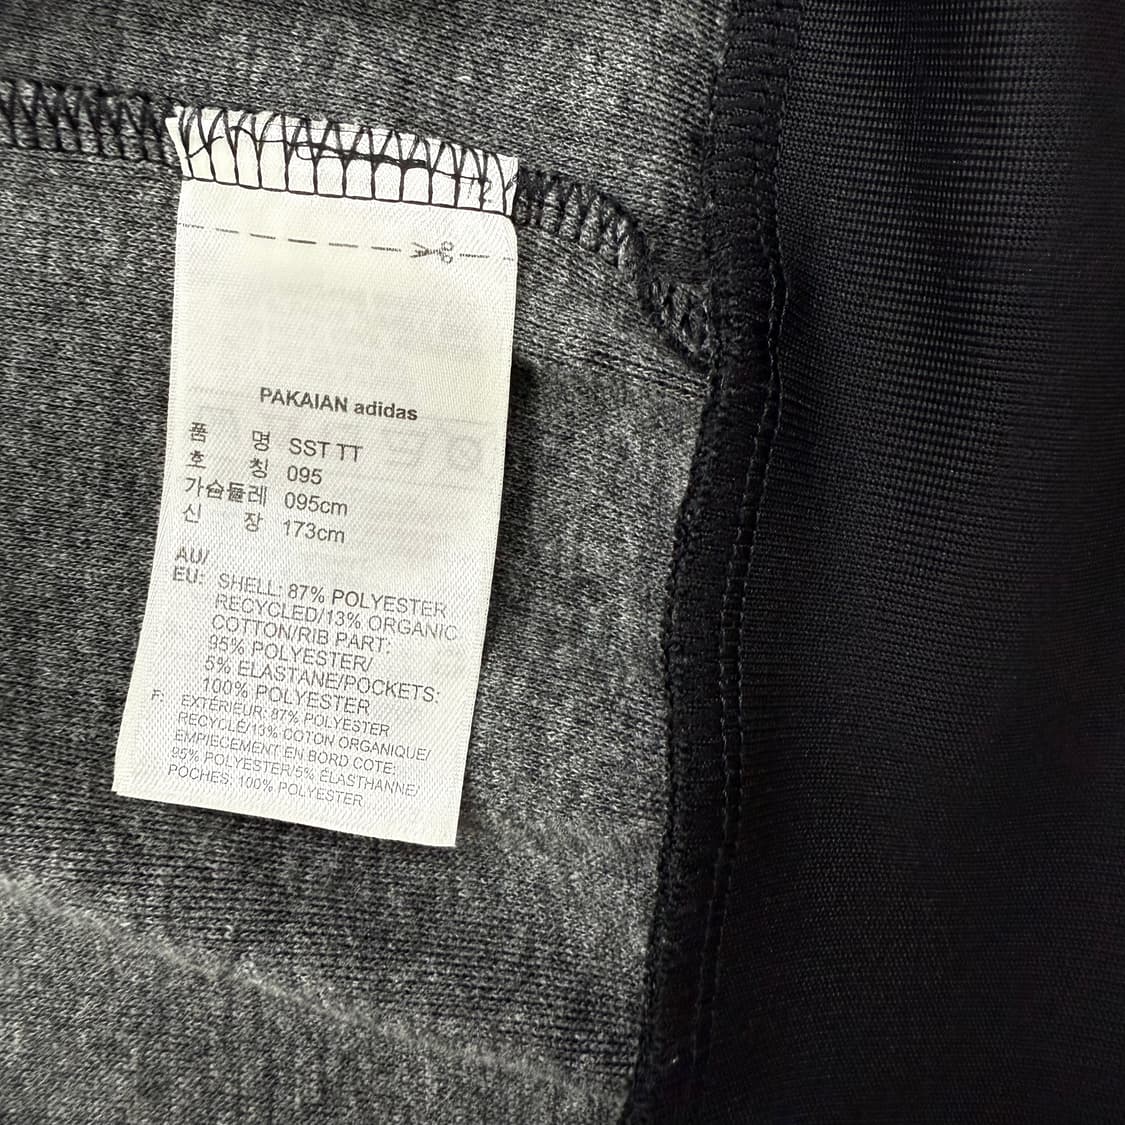 PAKAIAN adidas
품 명 SST TT
호 칭 095
가슴둘레 095cm
신 장 173cm
AU/
EU: SHELL: 87% POLYESTER
RECYCLED/13% ORGANIC
COTTON/RIB PART:
95% POLYESTER/
5% ELASTANE/POCKETS:
100% POLYESTER
F: EXTÉRIEUR: 87% POLYESTER
RECYCLÉ/13% COTON ORGANIQUE/
EMPIECEMENT EN BORD COTE:
95% POLYESTER/5% ÉLASTHANNE/
POCHES: 100% POLYESTER